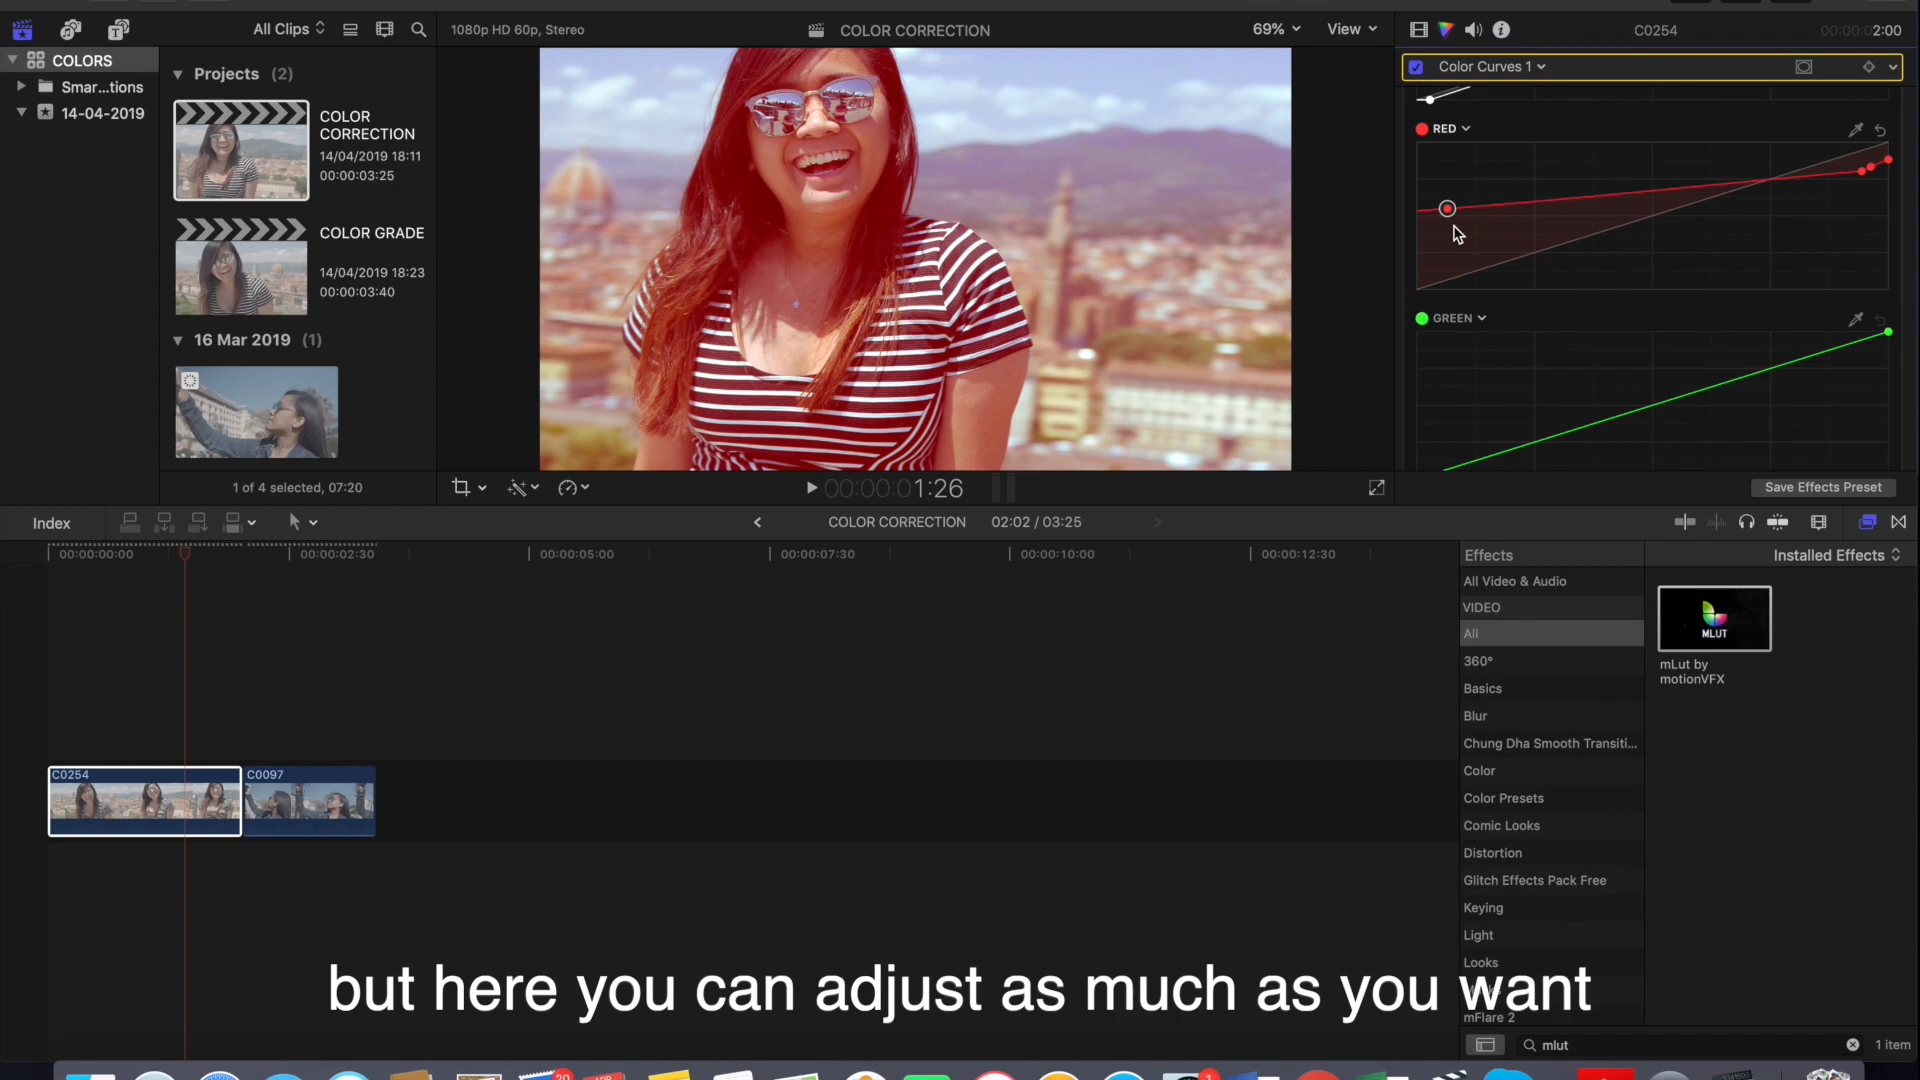 All Clips
1080p HD 60p, Stereo
COLOR CORRECTION
69%
View
C0254
00:00:02:00
COLORS
Smar...tions
14-04-2019
Projects (2)
COLOR
CORRECTION
14/04/2019 18:11
00:00:03:25
COLOR GRADE
14/04/2019 18:23
00:00:03:40
16 Mar 2019 (1)
1 of 4 selected, 07:20
Color Curves 1
RED
GREEN
Save Effects Preset
00:00:01:26
Index
COLOR CORRECTION
02:02 / 03:25
00:00:00:00
00:00:02:30
00:00:05:00
00:00:07:30
00:00:10:00
00:00:12:30
C0254
C0097
Effects
Installed Effects
All Video & Audio
VIDEO
All
360°
Basics
Blur
Chung Dha Smooth Transiti...
Color
Color Presets
Comic Looks
Distortion
Glitch Effects Pack Free
Keying
Light
Looks
mFlare 2
MLUT
mLut by
motionVFX
but here you can adjust as much as you want
mlut
1 item
20
APR
1